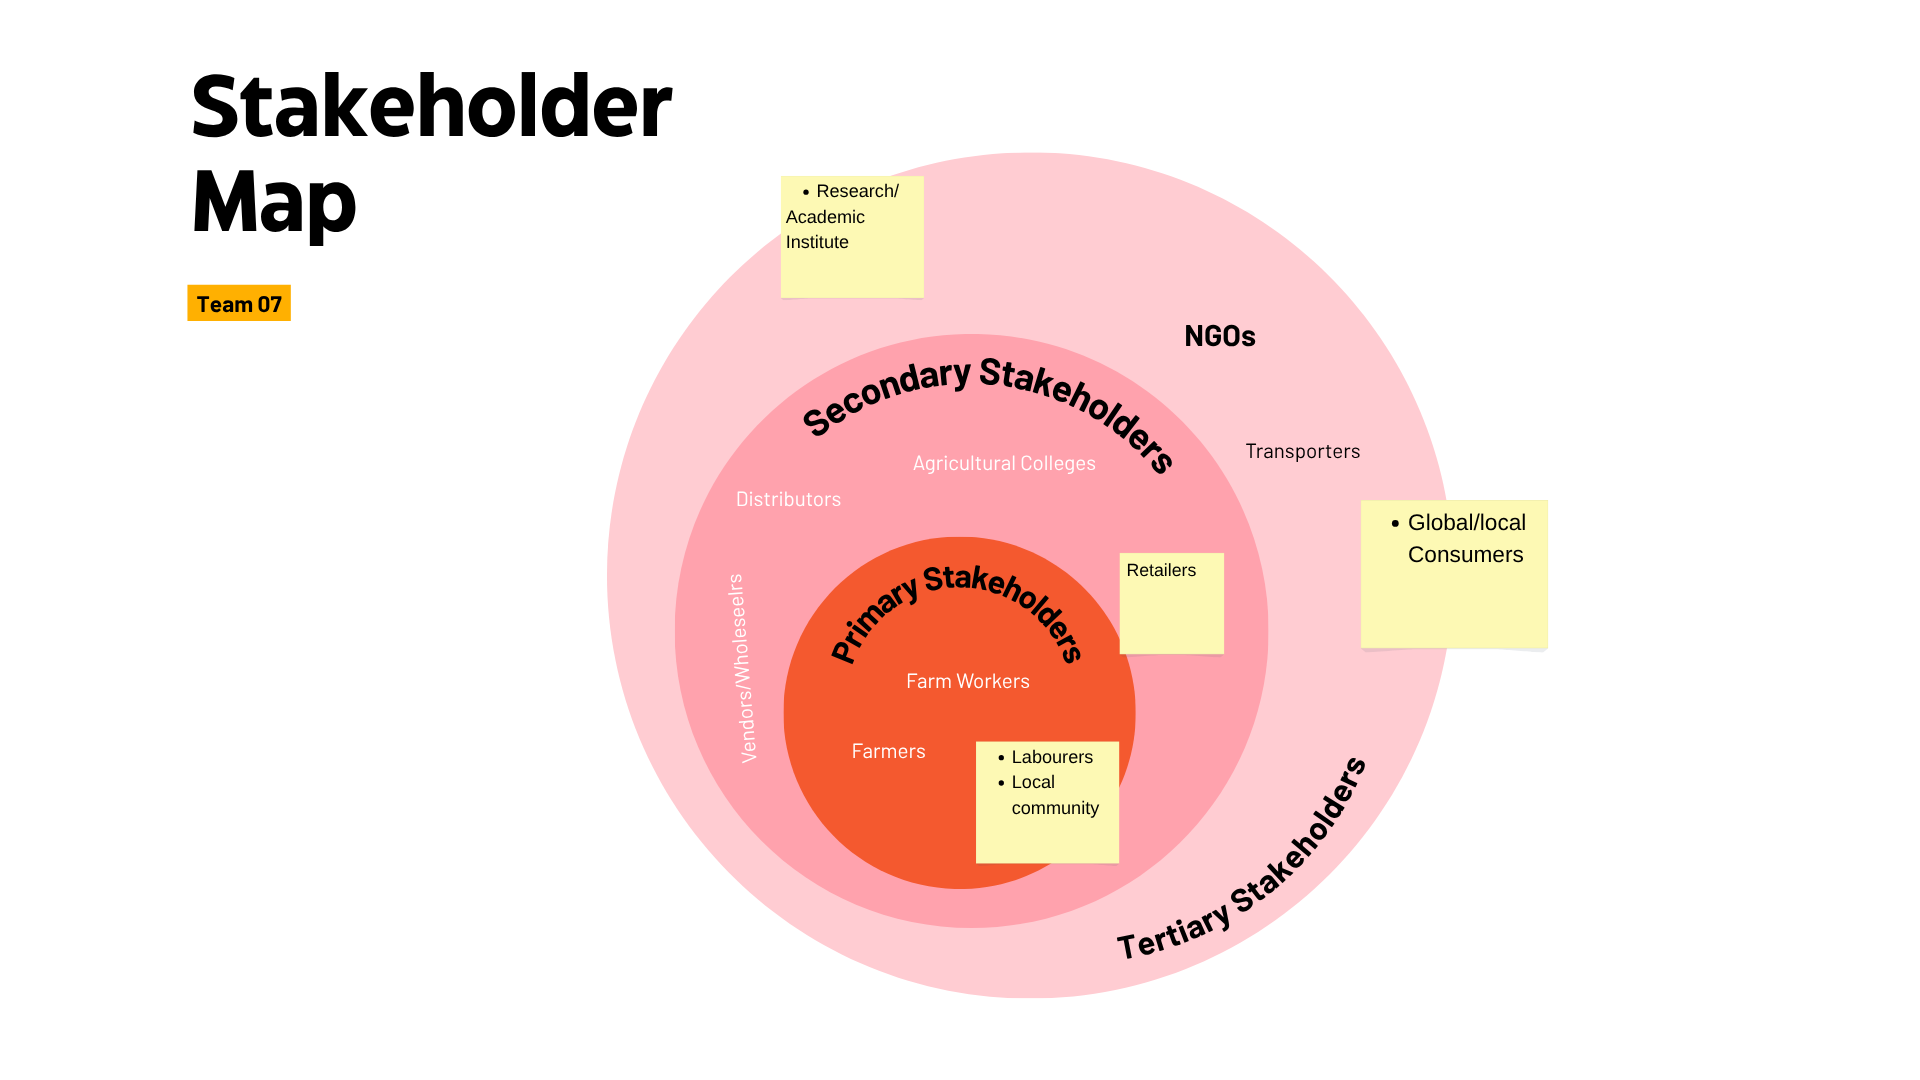 Stakeholder
Map
Team 07
• Research/
Academic
Institute
NGOs
Secondary Stakeholders
Transporters
Agricultural Colleges
Distributors
• Global/local
Consumers
Primary Stakeholders
Retailers
Vendors/Wholeseelrs
Farm Workers
Farmers
• Labourers
• Local
community
Tertiary Stakeholders